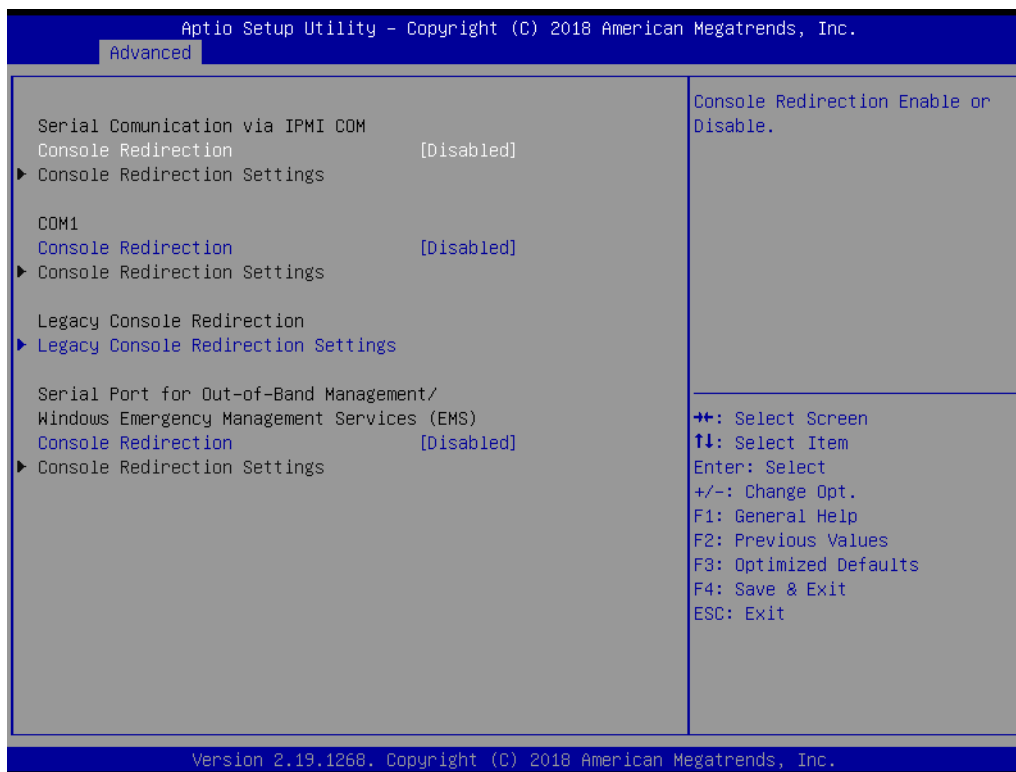 Aptio Setup Utility – Copyright (C) 2018 American Megatrends, Inc.
Advanced
Serial Comunication via IPMI COM
Console Redirection [Disabled]
▶ Console Redirection Settings
COM1
Console Redirection [Disabled]
▶ Console Redirection Settings
Legacy Console Redirection
▶ Legacy Console Redirection Settings
Serial Port for Out-of-Band Management/
Windows Emergency Management Services (EMS)
Console Redirection [Disabled]
▶ Console Redirection Settings
Console Redirection Enable or
Disable.
→←: Select Screen
↑↓: Select Item
Enter: Select
+/-: Change Opt.
F1: General Help
F2: Previous Values
F3: Optimized Defaults
F4: Save & Exit
ESC: Exit
Version 2.19.1268. Copyright (C) 2018 American Megatrends, Inc.